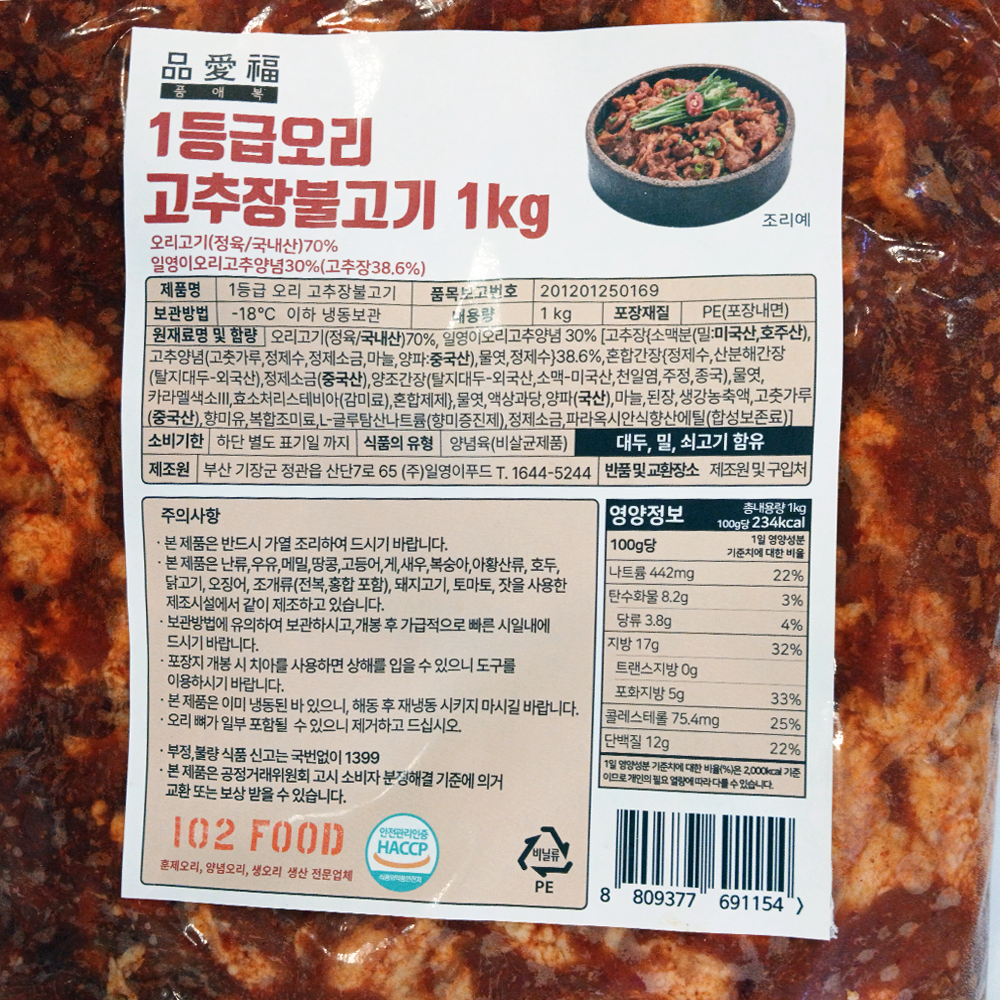 品愛福
품애복
1등급오리
고추장불고기 1kg
조리예
오리고기(정육/국내산)70%
일영이오리고추양념30%(고추장38.6%)
제품명 1등급 오리 고추장불고기 품목보고번호 201201250169
보관방법 -18℃ 이하 냉동보관 내용량 1 kg 포장재질 PE(포장내면)
원재료명 및 함량 오리고기(정육/국내산)70%, 일영이오리고추양념 30% [고추장{소맥분(밀:미국산,호주산),
고추양념(고춧가루,정제수,정제소금,마늘,양파:중국산),물엿,정제수}38.6%,혼합간장{정제수,산분해간장
(탈지대두-외국산),정제소금(중국산),양조간장(탈지대두-외국산,소맥-미국산,천일염,주정,종국),물엿,
카라멜색소III,효소처리스테비아(감미료),혼합제제},물엿,액상과당,양파(국산),마늘,된장,생강농축액,고춧가루
(중국산),향미유,복합조미료,L-글루탐산나트륨(향미증진제),정제소금,파라옥시안식향산에틸(합성보존료)]
소비기한 하단 별도 표기일 까지 식품의 유형 양념육(비살균제품) 대두, 밀, 쇠고기 함유
제조원 부산 기장군 정관읍 산단7로 65 (주)일영이푸드 T. 1644-5244 반품및교환장소 제조원 및 구입처
주의사항
· 본 제품은 반드시 가열 조리하여 드시기 바랍니다.
· 본 제품은 난류,우유,메밀,땅콩,고등어,게,새우,복숭아,아황산류, 호두,
닭고기, 오징어, 조개류(전복,홍합 포함), 돼지고기, 토마토, 잣을 사용한
제조시설에서 같이 제조하고 있습니다.
· 보관방법에 유의하여 보관하시고,개봉 후 가급적으로 빠른 시일내에
드시기 바랍니다.
· 포장지 개봉 시 치아를 사용하면 상해를 입을 수 있으니 도구를
이용하시기 바랍니다.
· 본 제품은 이미 냉동된 바 있으니, 해동 후 재냉동 시키지 마시길 바랍니다.
· 오리 뼈가 일부 포함될 수 있으니 제거하고 드십시오.
· 부정,불량 식품 신고는 국번없이 1399
· 본 제품은 공정거래위원회 고시 소비자 분쟁해결 기준에 의거
교환 또는 보상 받을 수 있습니다.
102 FOOD
훈제오리, 양념오리, 생오리 생산 전문업체
안전관리인증
HACCP
식품의약품안전처
비닐류
PE
영양정보 총내용량 1kg
100g당 234kcal
100g당 1일 영양성분
기준치에 대한 비율
나트륨 442mg 22%
탄수화물 8.2g 3%
당류 3.8g 4%
지방 17g 32%
트랜스지방 0g
포화지방 5g 33%
콜레스테롤 75.4mg 25%
단백질 12g 22%
1일 영양성분 기준치에 대한 비율(%)은 2,000kcal 기준
이므로 개인의 필요 열량에 따라 다를 수 있습니다.
8 809377 691154 >